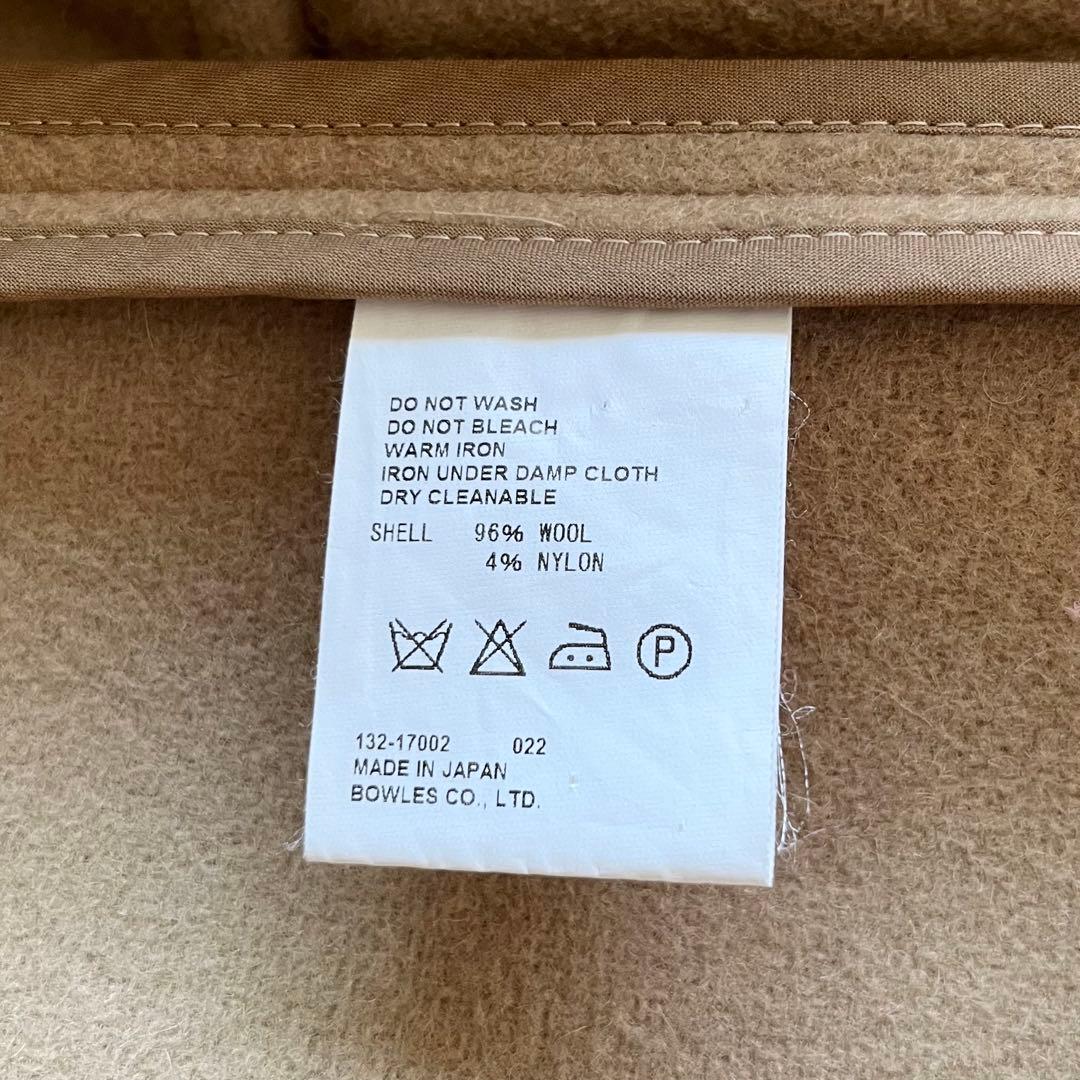 DO NOT WASH
DO NOT BLEACH
WARM IRON
IRON UNDER DAMP CLOTH
DRY CLEANABLE
SHELL 96% WOOL
4% NYLON
P
132-17002 022
MADE IN JAPAN
BOWLES CO., LTD.